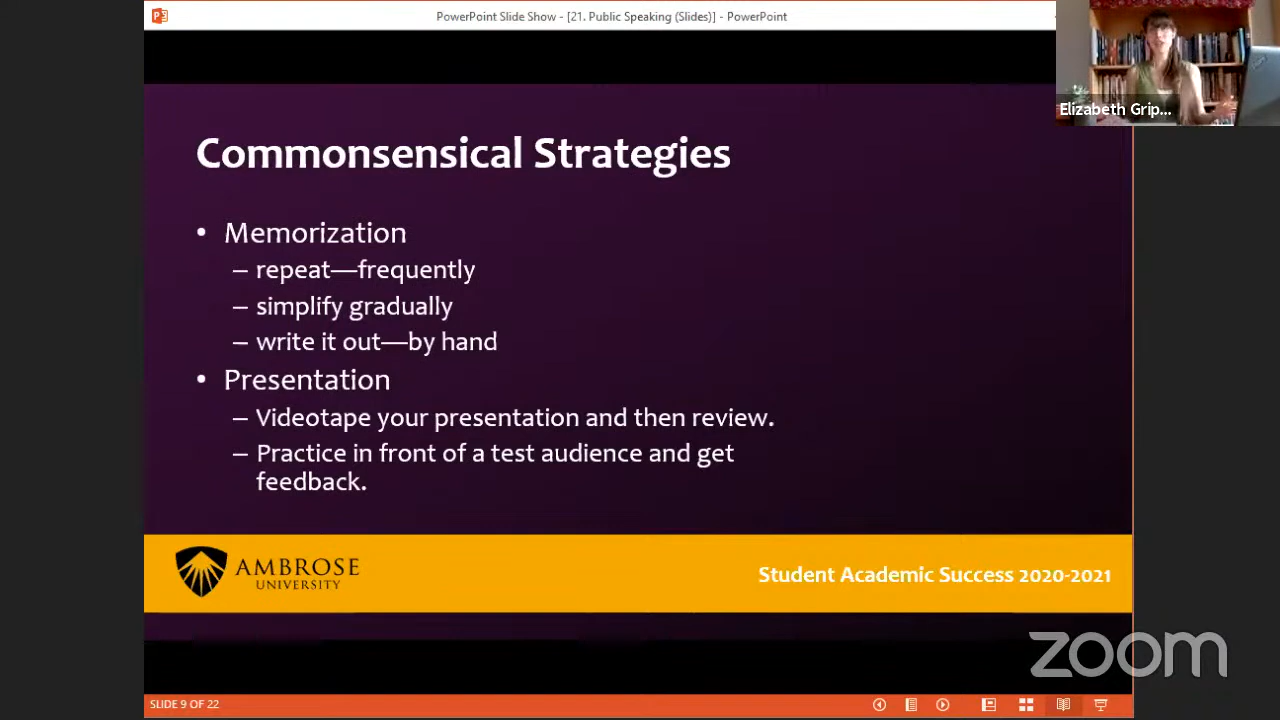 PowerPoint Slide Show - [21. Public Speaking (Slides)] - PowerPoint
Elizabeth Grip...
Commonsensical Strategies
• Memorization
– repeat—frequently
– simplify gradually
– write it out—by hand
• Presentation
– Videotape your presentation and then review.
– Practice in front of a test audience and get
feedback.
AMBROSE
UNIVERSITY
Student Academic Success 2020-2021
zoom
SLIDE 9 OF 22